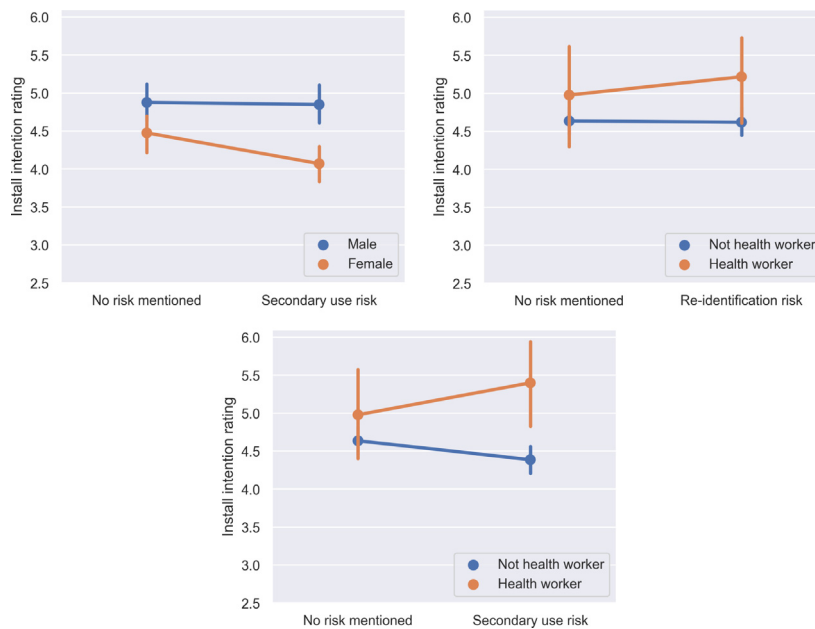 6.0
5.5
5.0
4.5
4.0
3.5
3.0
2.5
Install intention rating
Male
Female
No risk mentioned Secondary use risk
6.0
5.5
5.0
4.5
4.0
3.5
3.0
2.5
Install intention rating
Not health worker
Health worker
No risk mentioned Re-identification risk
6.0
5.5
5.0
4.5
4.0
3.5
3.0
2.5
Install intention rating
Not health worker
Health worker
No risk mentioned Secondary use risk